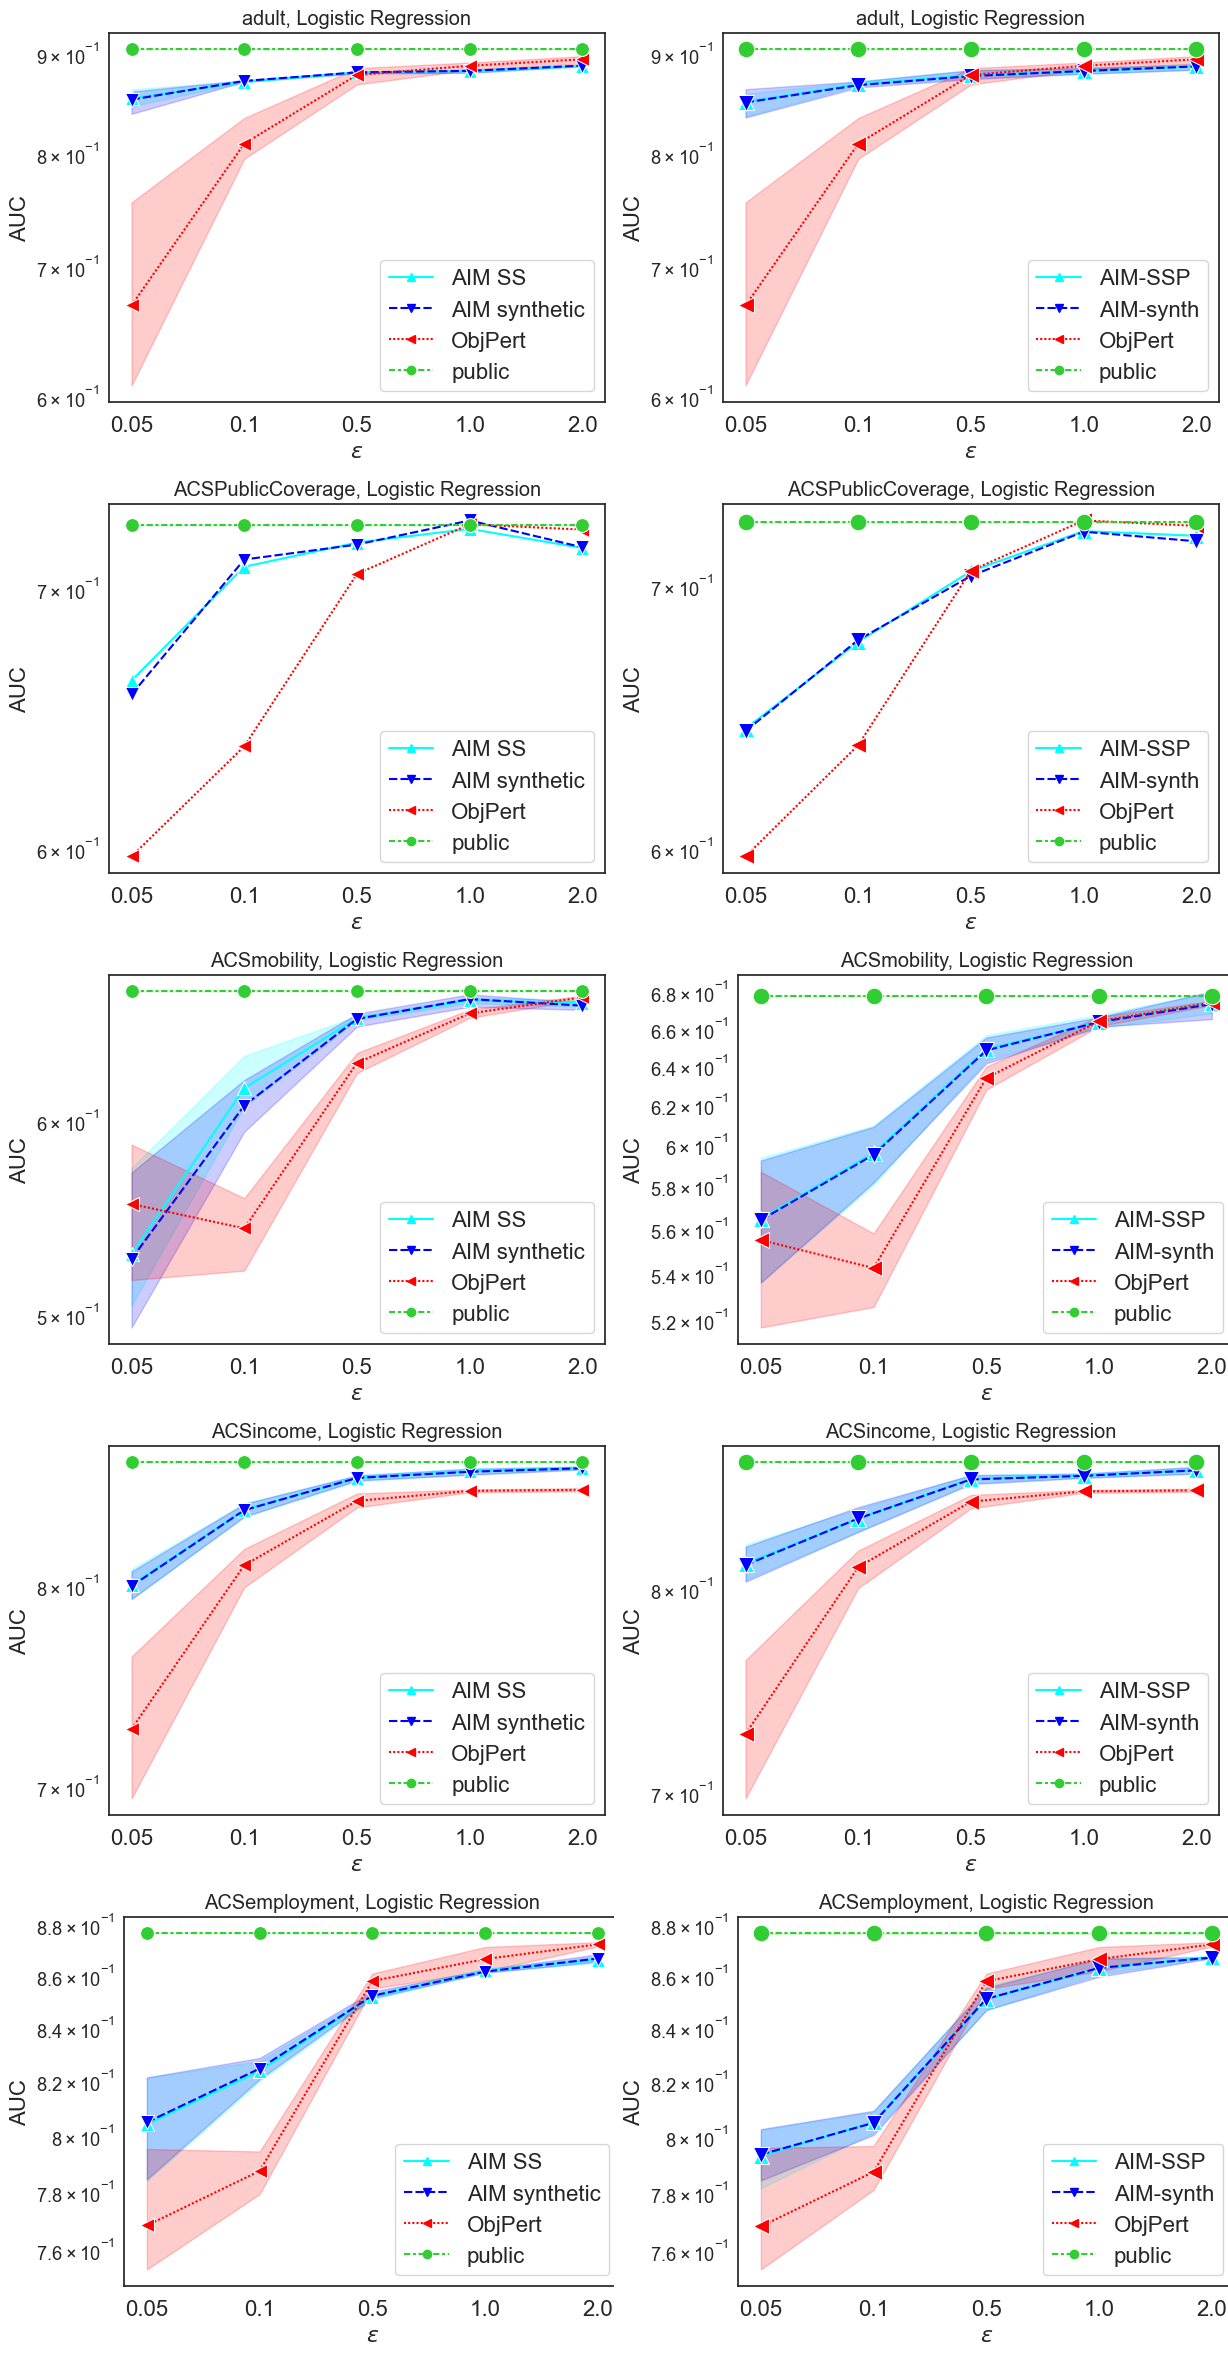 adult, Logistic Regression
9 × 10⁻¹
8 × 10⁻¹
7 × 10⁻¹
6 × 10⁻¹
AUC
AIM SS
AIM synthetic
ObjPert
public
0.05 0.1 0.5 1.0 2.0
ε
adult, Logistic Regression
9 × 10⁻¹
8 × 10⁻¹
7 × 10⁻¹
6 × 10⁻¹
AUC
AIM-SSP
AIM-synth
ObjPert
public
0.05 0.1 0.5 1.0 2.0
ε
ACSPublicCoverage, Logistic Regression
7 × 10⁻¹
6 × 10⁻¹
AUC
AIM SS
AIM synthetic
ObjPert
public
0.05 0.1 0.5 1.0 2.0
ε
ACSPublicCoverage, Logistic Regression
7 × 10⁻¹
6 × 10⁻¹
AUC
AIM-SSP
AIM-synth
ObjPert
public
0.05 0.1 0.5 1.0 2.0
ε
ACSmobility, Logistic Regression
6 × 10⁻¹
5 × 10⁻¹
AUC
AIM SS
AIM synthetic
ObjPert
public
0.05 0.1 0.5 1.0 2.0
ε
ACSmobility, Logistic Regression
6.8 × 10⁻¹
6.6 × 10⁻¹
6.4 × 10⁻¹
6.2 × 10⁻¹
6 × 10⁻¹
5.8 × 10⁻¹
5.6 × 10⁻¹
5.4 × 10⁻¹
5.2 × 10⁻¹
AUC
AIM-SSP
AIM-synth
ObjPert
public
0.05 0.1 0.5 1.0 2.0
ε
ACSincome, Logistic Regression
8 × 10⁻¹
7 × 10⁻¹
AUC
AIM SS
AIM synthetic
ObjPert
public
0.05 0.1 0.5 1.0 2.0
ε
ACSincome, Logistic Regression
8 × 10⁻¹
7 × 10⁻¹
AUC
AIM-SSP
AIM-synth
ObjPert
public
0.05 0.1 0.5 1.0 2.0
ε
ACSemployment, Logistic Regression
8.8 × 10⁻¹
8.6 × 10⁻¹
8.4 × 10⁻¹
8.2 × 10⁻¹
8 × 10⁻¹
7.8 × 10⁻¹
7.6 × 10⁻¹
AUC
AIM SS
AIM synthetic
ObjPert
public
0.05 0.1 0.5 1.0 2.0
ε
ACSemployment, Logistic Regression
8.8 × 10⁻¹
8.6 × 10⁻¹
8.4 × 10⁻¹
8.2 × 10⁻¹
8 × 10⁻¹
7.8 × 10⁻¹
7.6 × 10⁻¹
AUC
AIM-SSP
AIM-synth
ObjPert
public
0.05 0.1 0.5 1.0 2.0
ε